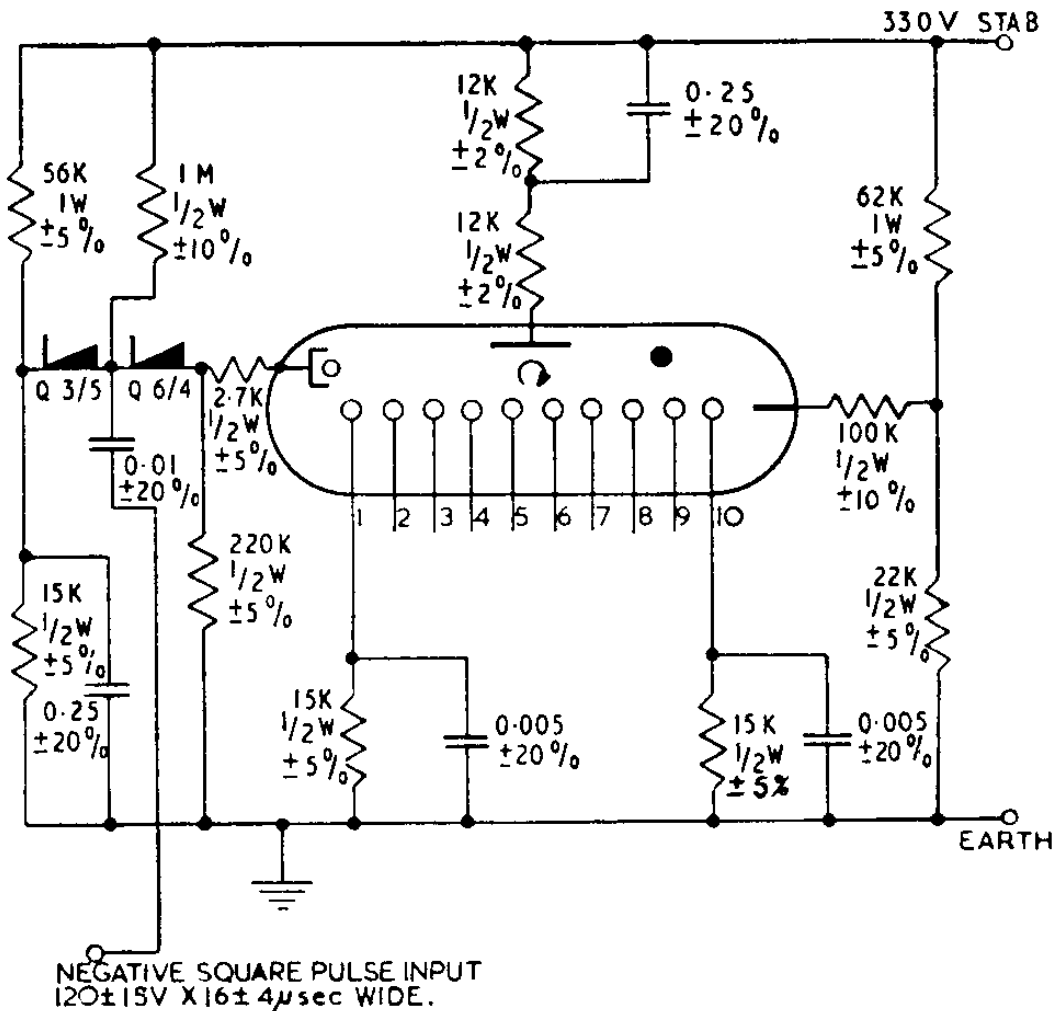 330V STAB
12K
1/2W
±2%
0.25
±20%
56K
1W
±5%
1M
1/2W
±10%
12K
1/2W
±2%
62K
1W
±5%
Q 3/5
Q 6/4
2.7K
1/2W
±5%
100K
1/2W
±10%
0.01
±20%
1 2 3 4 5 6 7 8 9 10
220K
1/2W
±5%
15K
1/2W
±5%
22K
1/2W
±5%
0.25
±20%
15K
1/2W
±5%
0.005
±20%
15K
1/2W
±5%
0.005
±20%
EARTH
NEGATIVE SQUARE PULSE INPUT
120±15V X 16±4µsec WIDE.